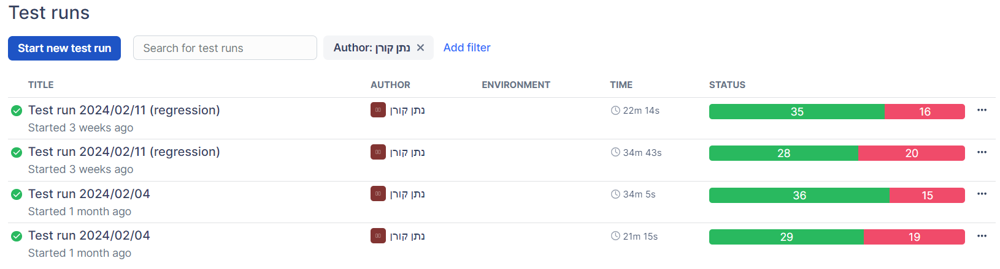 Test runs
Start new test run Search for test runs Author: נתן קורן × Add filter
TITLE AUTHOR ENVIRONMENT TIME STATUS
Test run 2024/02/11 (regression) נתן קורן 22m 14s 35 16
Started 3 weeks ago
Test run 2024/02/11 (regression) נתן קורן 34m 43s 28 20
Started 3 weeks ago
Test run 2024/02/04 נתן קורן 34m 5s 36 15
Started 1 month ago
Test run 2024/02/04 נתן קורן 21m 15s 29 19
Started 1 month ago